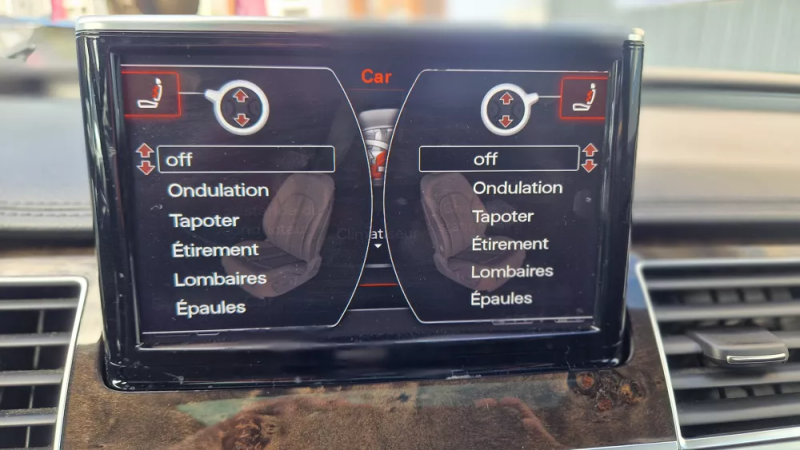 Car
off
Ondulation
Tapoter
Étirement
Lombaires
Épaules
off
Ondulation
Tapoter
Étirement
Lombaires
Épaules